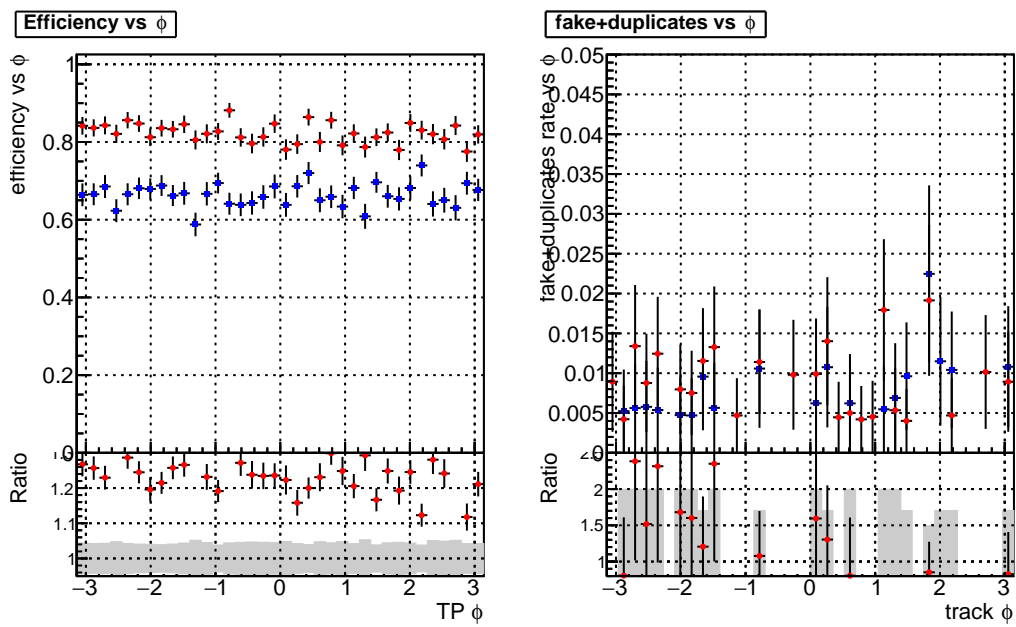 Efficiency vs ϕ
efficiency vs ϕ
1
0.8
0.6
0.4
0.2
0
Ratio
1.3
1.2
1.1
1
−3 −2 −1 0 1 2 3
TP ϕ
fake+duplicates vs ϕ
fake+duplicates rate vs ϕ
0.05
0.045
0.04
0.035
0.03
0.025
0.02
0.015
0.01
0.005
0
Ratio
2
1.5
1
−3 −2 −1 0 1 2 3
track ϕ